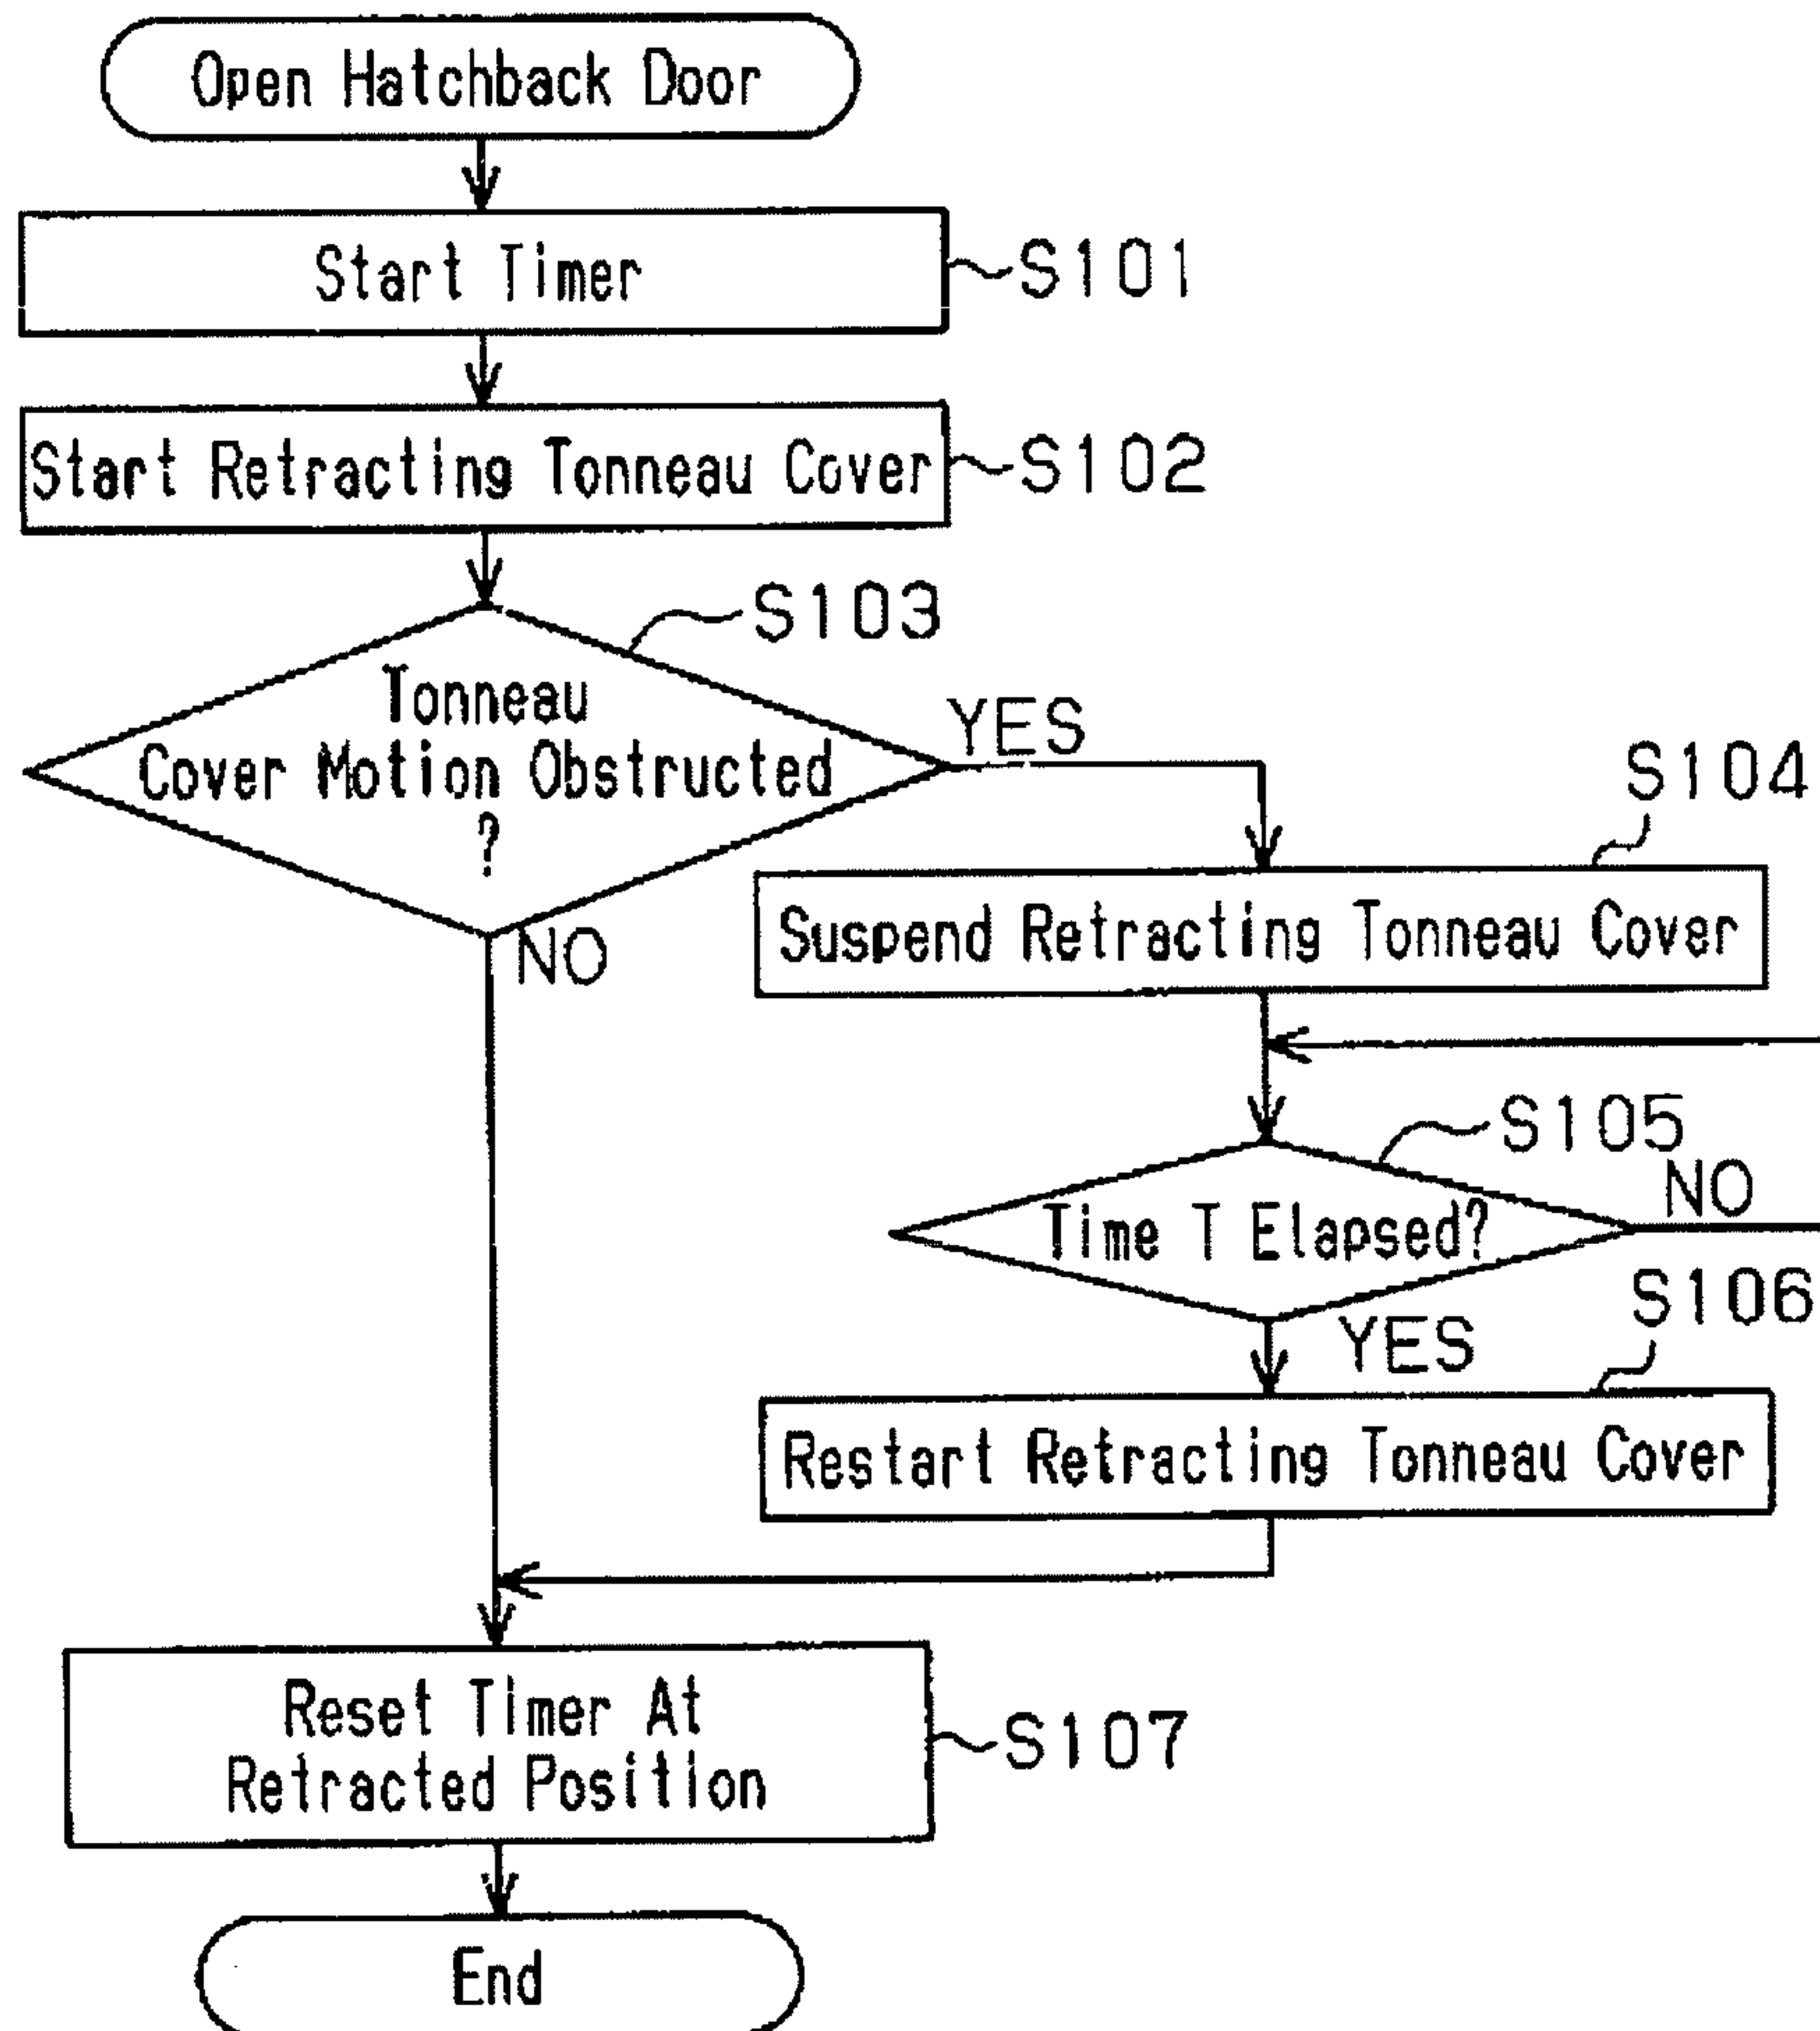 Open Hatchback Door
Start Timer
S101
Start Retracting Tonneau Cover
S102
S103
Tonneau
Cover Motion Obstructed
?
YES
NO
S104
Suspend Retracting Tonneau Cover
S105
Time T Elapsed?
NO
YES
S106
Restart Retracting Tonneau Cover
Reset Timer At
Retracted Position
S107
End